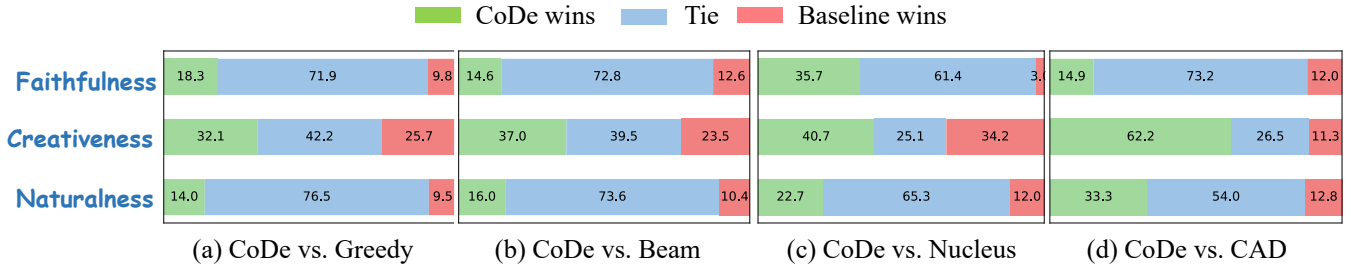 CoDe wins Tie Baseline wins
Faithfulness 18.3 71.9 9.8 14.6 72.8 12.6 35.7 61.4 14.9 73.2 12.0
Creativeness 32.1 42.2 25.7 37.0 39.5 23.5 40.7 25.1 34.2 62.2 26.5 11.3
Naturalness 14.0 76.5 9.5 16.0 73.6 10.4 22.7 65.3 12.0 33.3 54.0 12.8
(a) CoDe vs. Greedy (b) CoDe vs. Beam (c) CoDe vs. Nucleus (d) CoDe vs. CAD